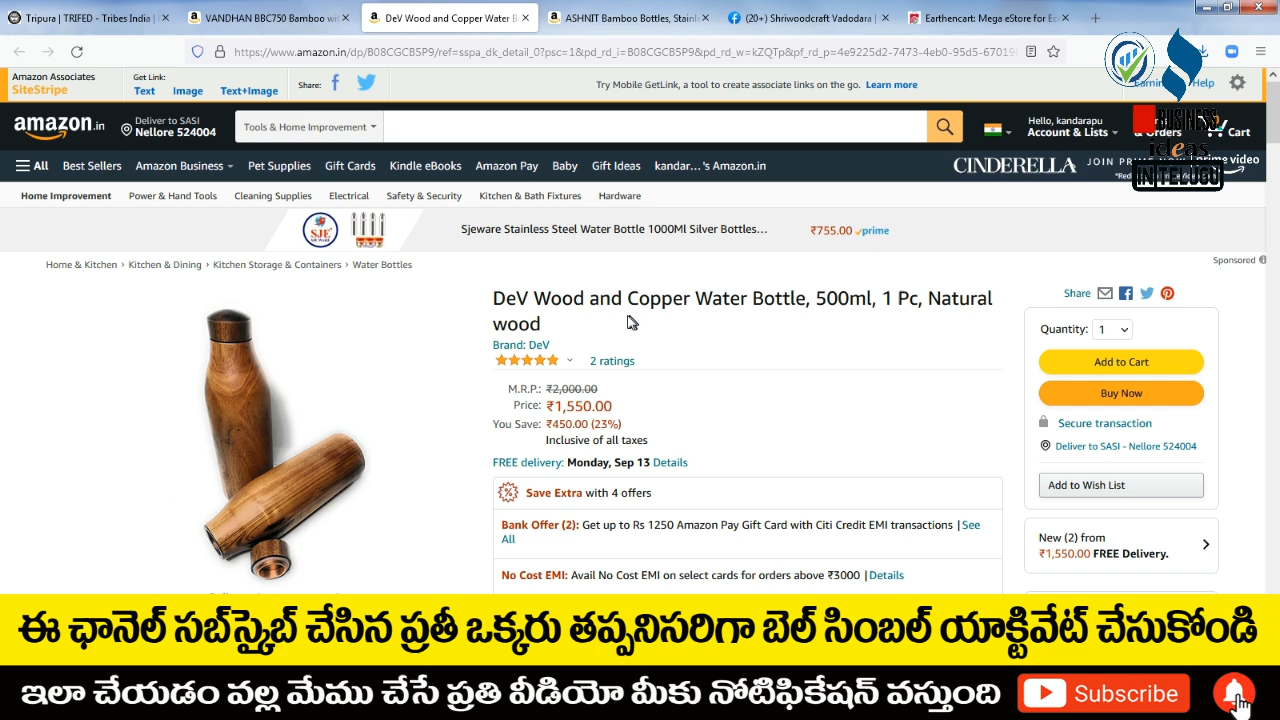 Tripura | TRIFED - Tribes India |
VANDHAN BBC750 Bamboo wi
DeV Wood and Copper Water B
ASHNIT Bamboo Bottles, Stainl
(20+) Shriwoodcraft Vadodara |
Earthencart: Mega eStore for Ec
https://www.amazon.in/dp/B08CGCB5P9/ref=sspa_dk_detail_0?psc=1&pd_rd_i=B08CGCB5P9&pd_rd_w=kZQTp&pf_rd_p=4e9225d2-7473-4eb0-95d5-67019
Amazon Associates
SiteStripe
Get Link:
Text Image Text+Image
Share:
Try Mobile GetLink, a tool to create associate links on the go. Learn more
Help
amazon.in
Deliver to SASI
Nellore 524004
Tools & Home Improvement
Hello, kandarapu
Account & Lists
& Orders
Cart
BUSINESS
ideas
IN TELUGU
All Best Sellers Amazon Business Pet Supplies Gift Cards Kindle eBooks Amazon Pay Baby Gift Ideas kandar...'s Amazon.in
CINDERELLA JOIN PRIME NOW prime video
Home Improvement Power & Hand Tools Cleaning Supplies Electrical Safety & Security Kitchen & Bath Fixtures Hardware
SJE
Sjeware Stainless Steel Water Bottle 1000Ml Silver Bottles...
₹755.00 prime
Sponsored
Home & Kitchen › Kitchen & Dining › Kitchen Storage & Containers › Water Bottles
DeV Wood and Copper Water Bottle, 500ml, 1 Pc, Natural
wood
Brand: DeV
2 ratings
M.R.P.: ₹2,000.00
Price: ₹1,550.00
You Save: ₹450.00 (23%)
Inclusive of all taxes
FREE delivery: Monday, Sep 13 Details
Save Extra with 4 offers
Bank Offer (2): Get up to Rs 1250 Amazon Pay Gift Card with Citi Credit EMI transactions | See
All
No Cost EMI: Avail No Cost EMI on select cards for orders above ₹3000 | Details
Share
Quantity: 1
Add to Cart
Buy Now
Secure transaction
Deliver to SASI - Nellore 524004
Add to Wish List
New (2) from
₹1,550.00 FREE Delivery.
ఈ ఛానెల్ సబ్‌స్క్రైబ్ చేసిన ప్రతీ ఒక్కరు తప్పనిసరిగా బెల్ సింబల్ యాక్టివేట్ చేసుకోండి
ఇలా చేయడం వల్ల మేము చేసే ప్రతి వీడియో మీకు నోటిఫికేషన్ వస్తుంది
Subscribe